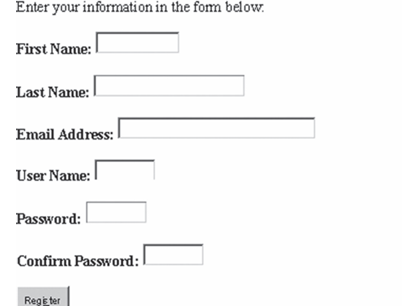 Enter your information in the form below:
First Name:
Last Name:
Email Address:
User Name:
Password:
Confirm Password:
Register